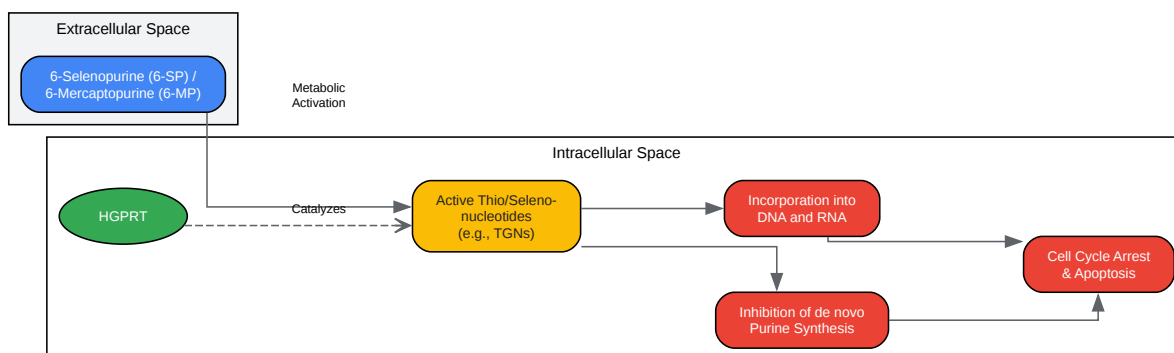 Extracellular Space
6-Selenopurine (6-SP) /
6-Mercaptopurine (6-MP)
Metabolic
Activation
Intracellular Space
HGPRT
Catalyzes
Active Thio/Seleno-
nucleotides
(e.g., TGNs)
Incorporation into
DNA and RNA
Inhibition of de novo
Purine Synthesis
Cell Cycle Arrest
& Apoptosis